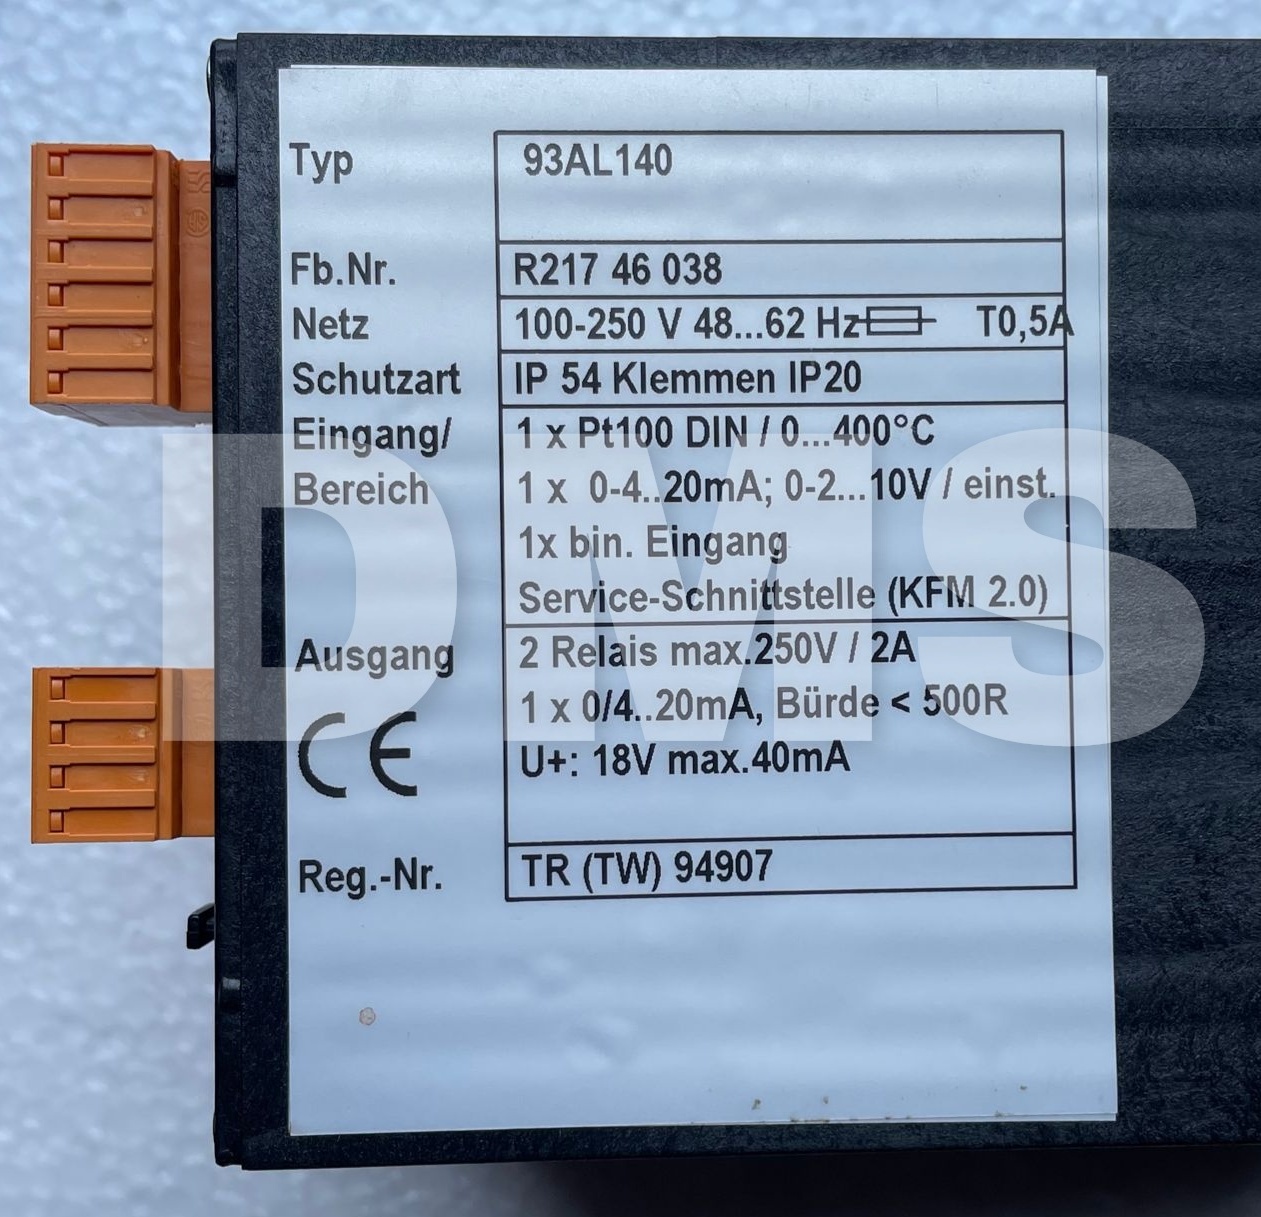 Typ 93AL140
Fb.Nr. R217 46 038
Netz 100-250 V 48...62 Hz T0,5A
Schutzart IP 54 Klemmen IP20
Eingang/ 1 x Pt100 DIN / 0...400°C
Bereich 1 x 0-4..20mA; 0-2...10V / einst.
1x bin. Eingang
Service-Schnittstelle (KFM 2.0)
Ausgang 2 Relais max.250V / 2A
1 x 0/4..20mA, Bürde < 500R
CE U+: 18V max.40mA
Reg.-Nr. TR (TW) 94907
DMS